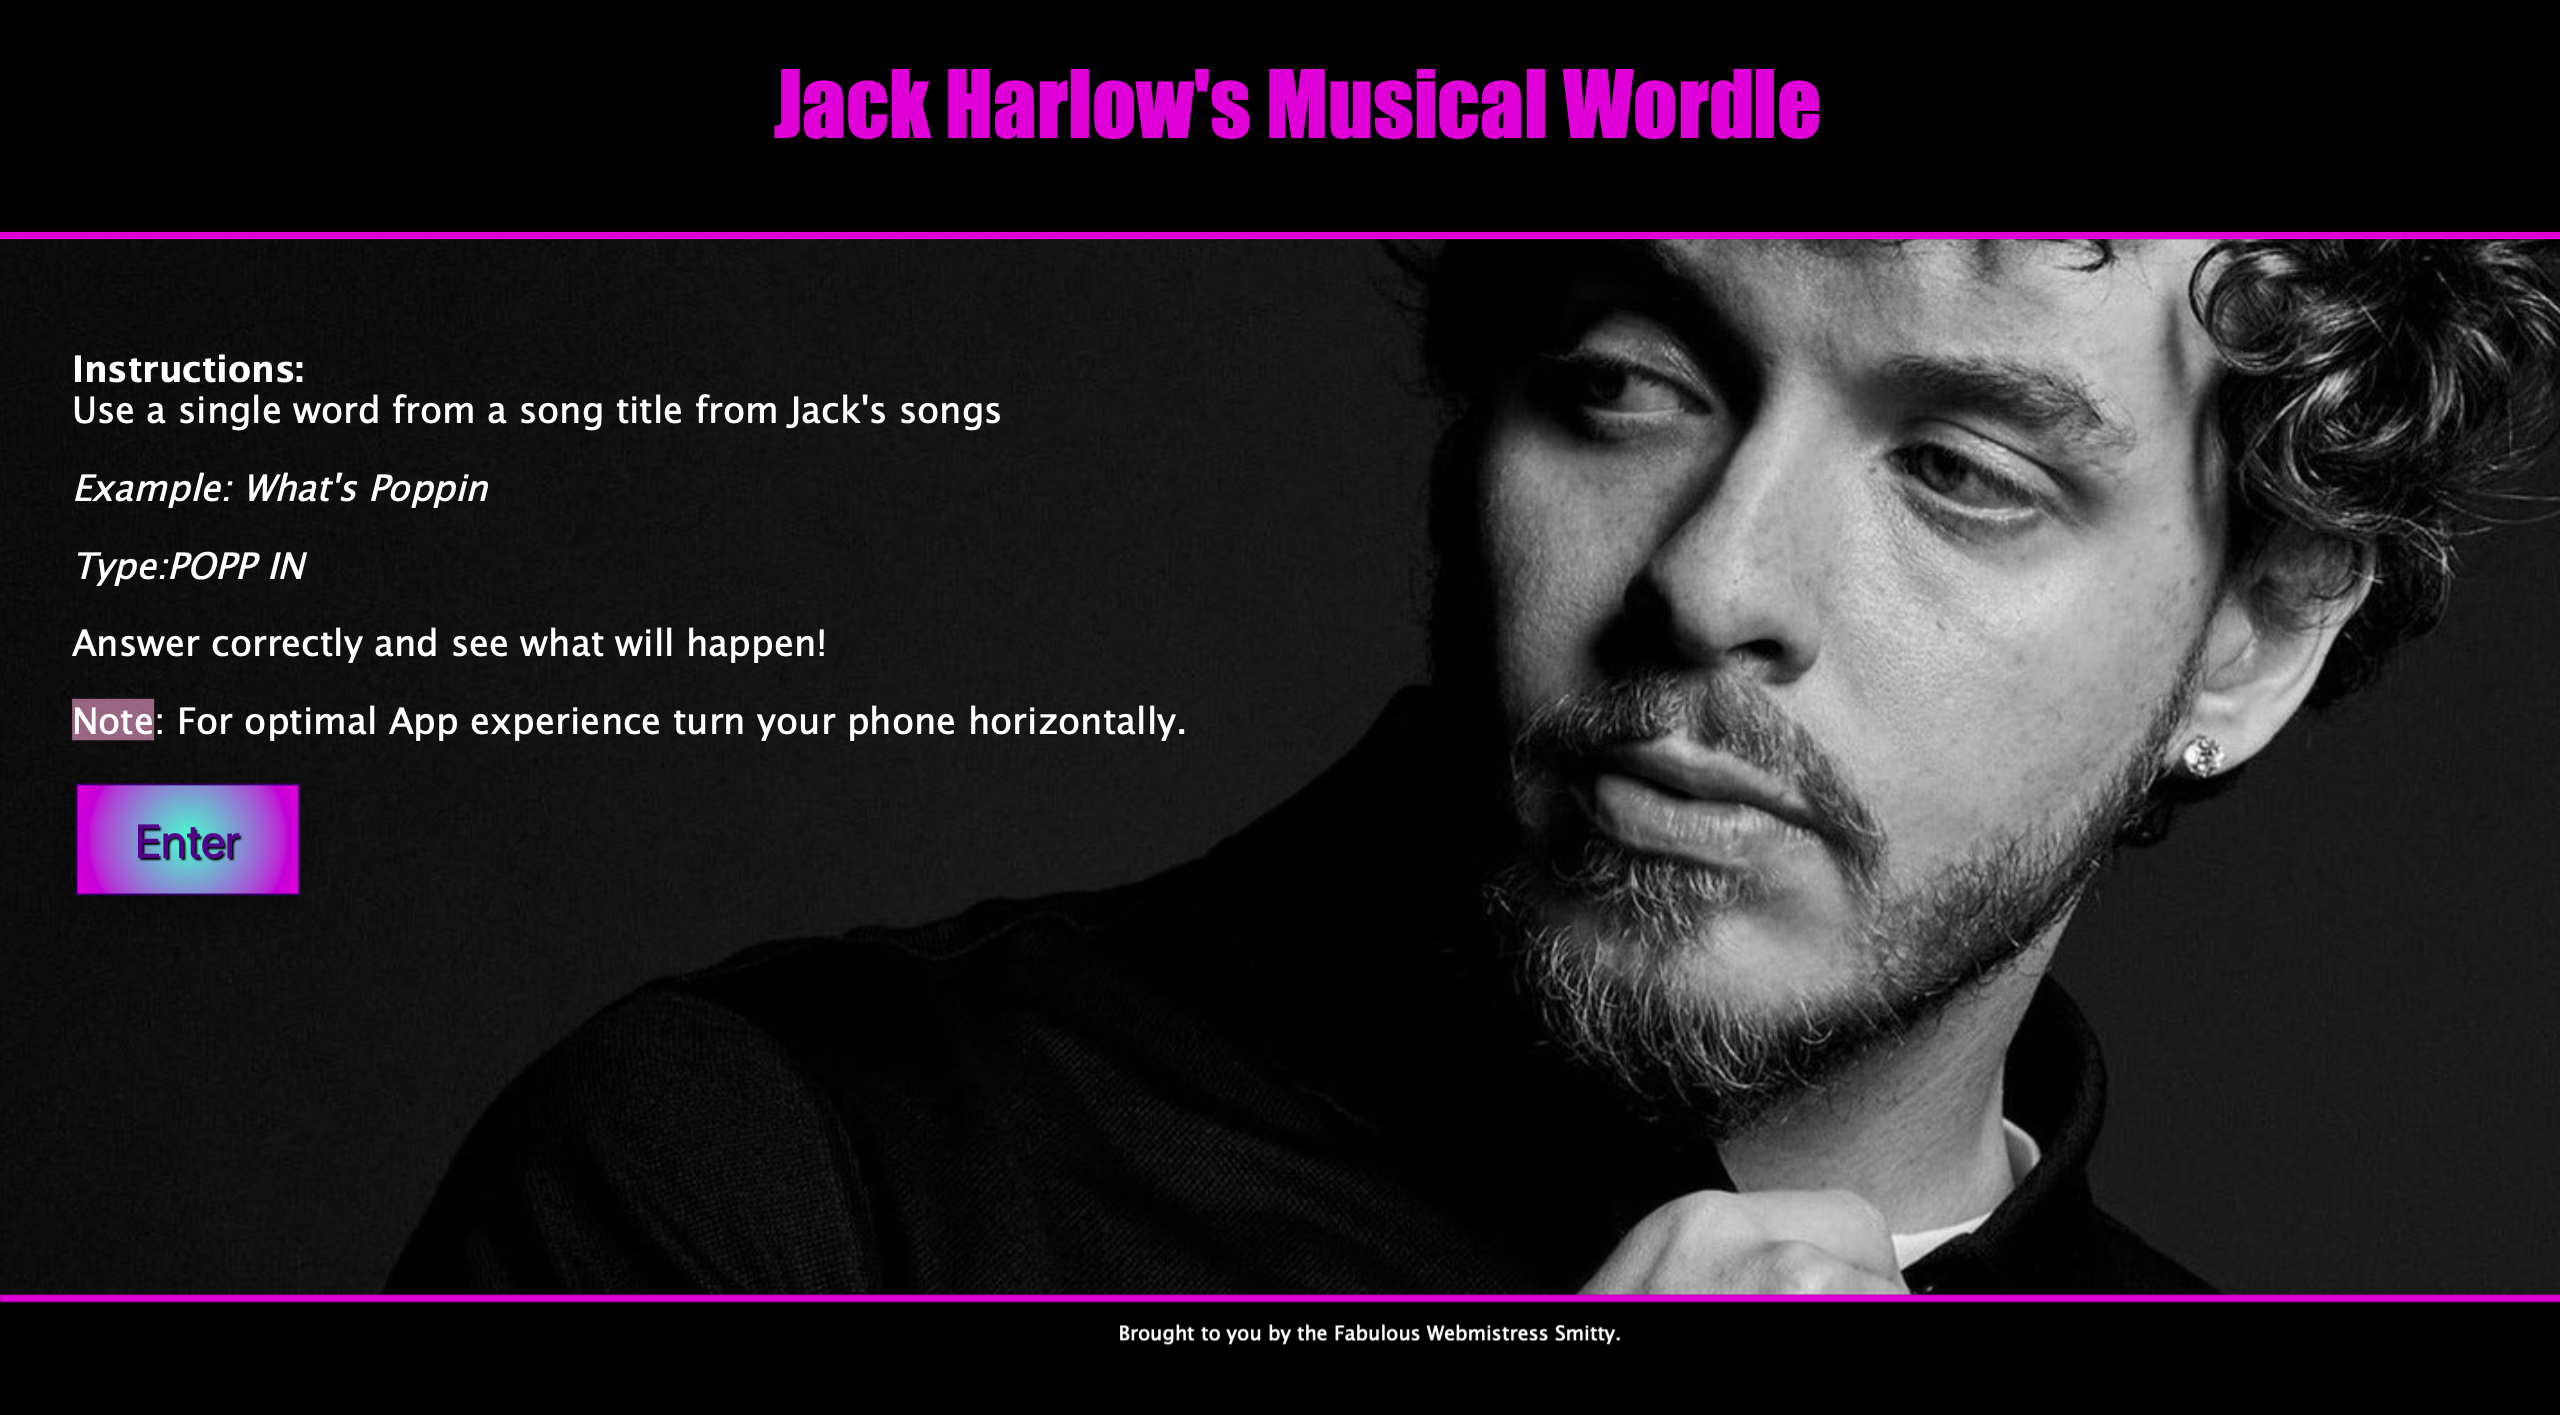 Jack Harlow's Musical Wordle
Instructions:
Use a single word from a song title from Jack's songs
Example: What's Poppin
Type:POPP IN
Answer correctly and see what will happen!
Note: For optimal App experience turn your phone horizontally.
Enter
Brought to you by the Fabulous Webmistress Smitty.